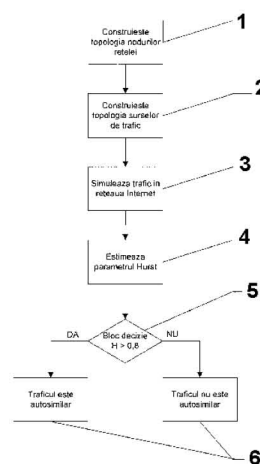 1
Construieste
topologia nodurilor
retelei
2
Construieste
topologia surselor
de trafic
3
Simuleaza trafic in
reteaua Internet
4
Estimeaza
parametrul Hurst
5
DA
Bloc decizie
H > 0,8
NU
Traficul este
autosimilar
Traficul nu este
autosimilar
6